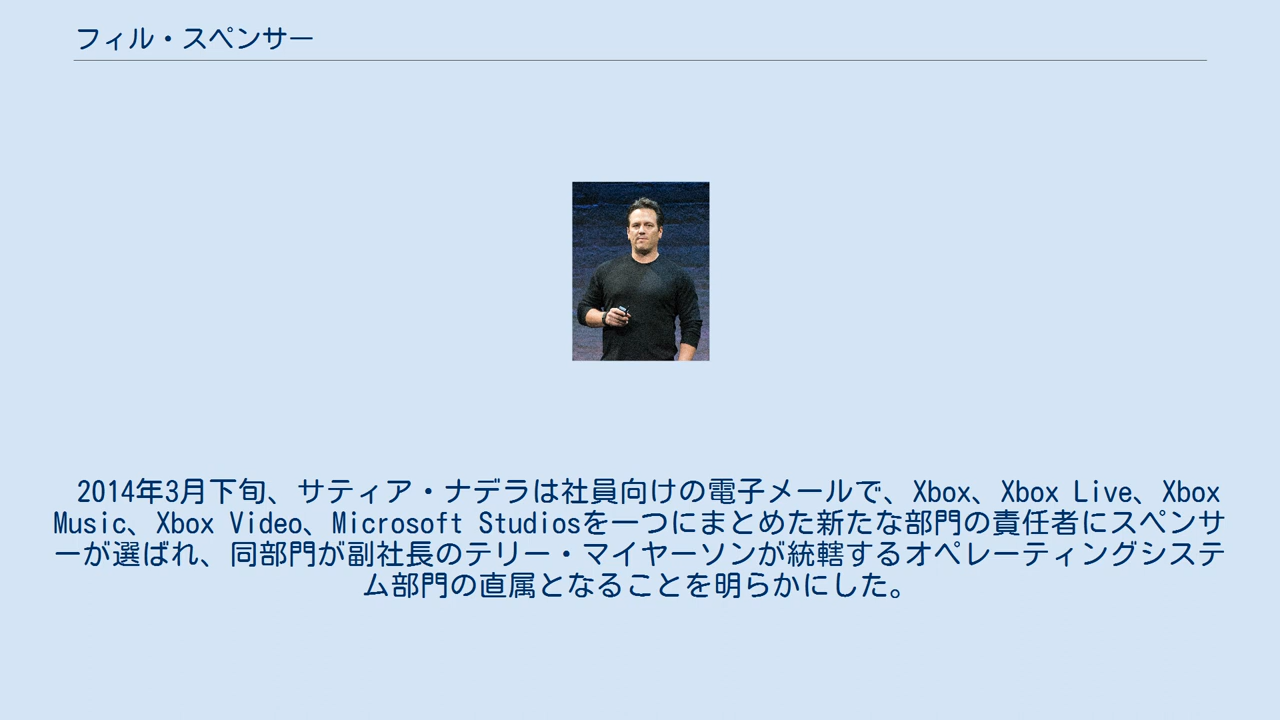 フィル・スペンサー
2014年3月下旬、サティア・ナデラは社員向けの電子メールで、Xbox、Xbox Live、Xbox
Music、Xbox Video、Microsoft Studiosを一つにまとめた新たな部門の責任者にスペンサ
ーが選ばれ、同部門が副社長のテリー・マイヤーソンが統轄するオペレーティングシステ
ム部門の直属となることを明らかにした。